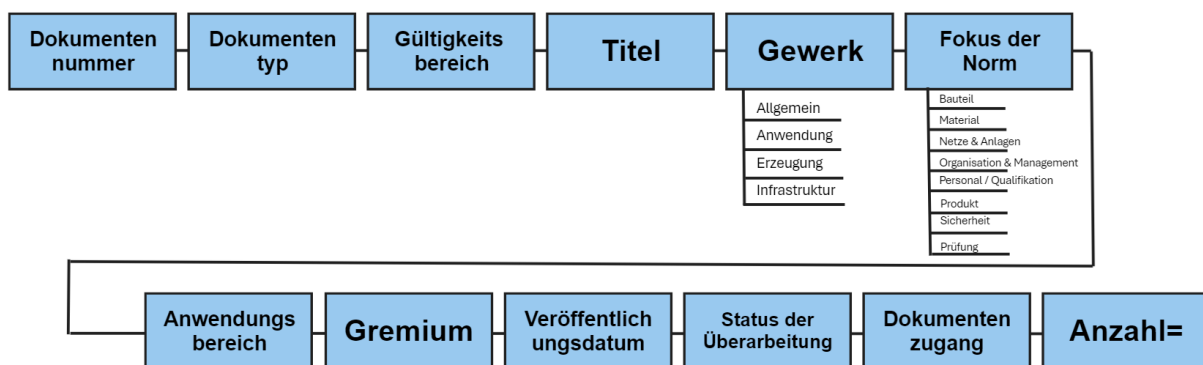 Dokumenten
nummer
Dokumenten
typ
Gültigkeits
bereich
Titel
Gewerk
Fokus der
Norm
Allgemein
Anwendung
Erzeugung
Infrastruktur
Bauteil
Material
Netze & Anlagen
Organisation & Management
Personal / Qualifikation
Produkt
Sicherheit
Prüfung
Anwendungs
bereich
Gremium
Veröffentlich
ungsdatum
Status der
Überarbeitung
Dokumenten
zugang
Anzahl=